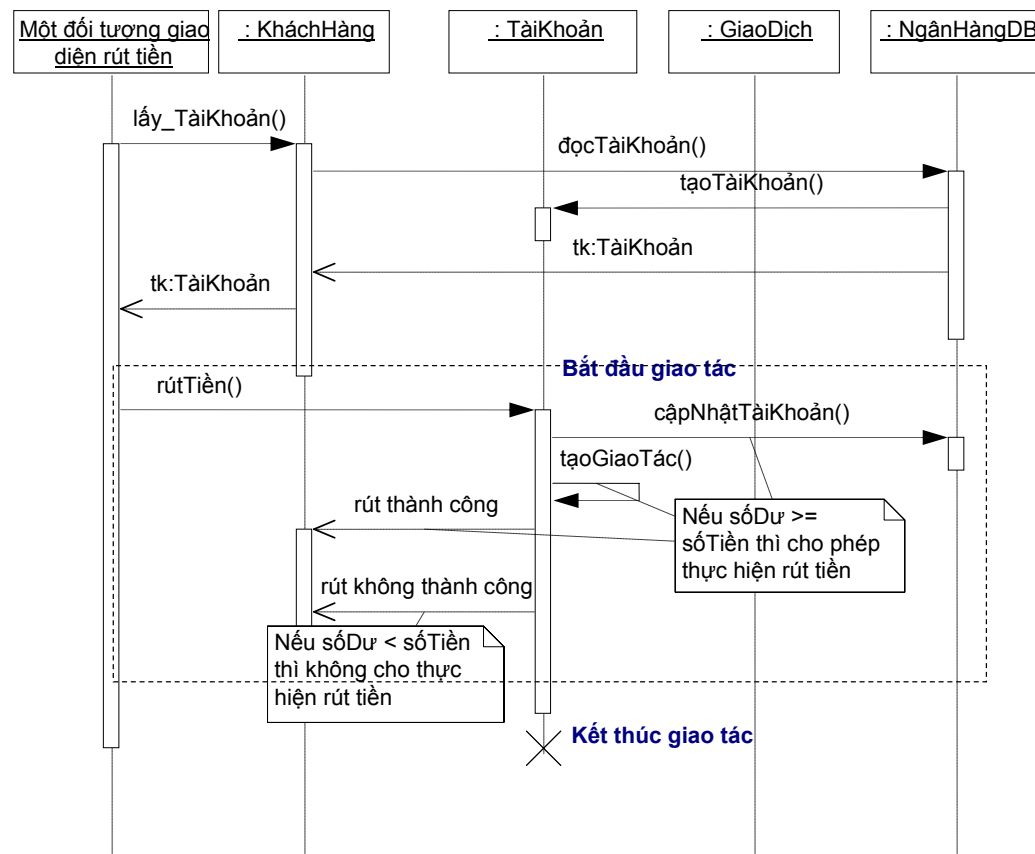 Một đối tượng giao
diện rút tiền
: KháchHàng
: TàiKhoản
: GiaoDịch
: NgânHàngDB
lấy_TàiKhoản()
đọcTàiKhoản()
tạoTàiKhoản()
tk:TàiKhoản
tk:TàiKhoản
Bắt đầu giao tác
rútTiền()
cậpNhậtTàiKhoản()
tạoGiaoTác()
rút thành công
Nếu sốDư >=
sốTiền thì cho phép
thực hiện rút tiền
rút không thành công
Nếu sốDư < sốTiền
thì không cho thực
hiện rút tiền
Kết thúc giao tác